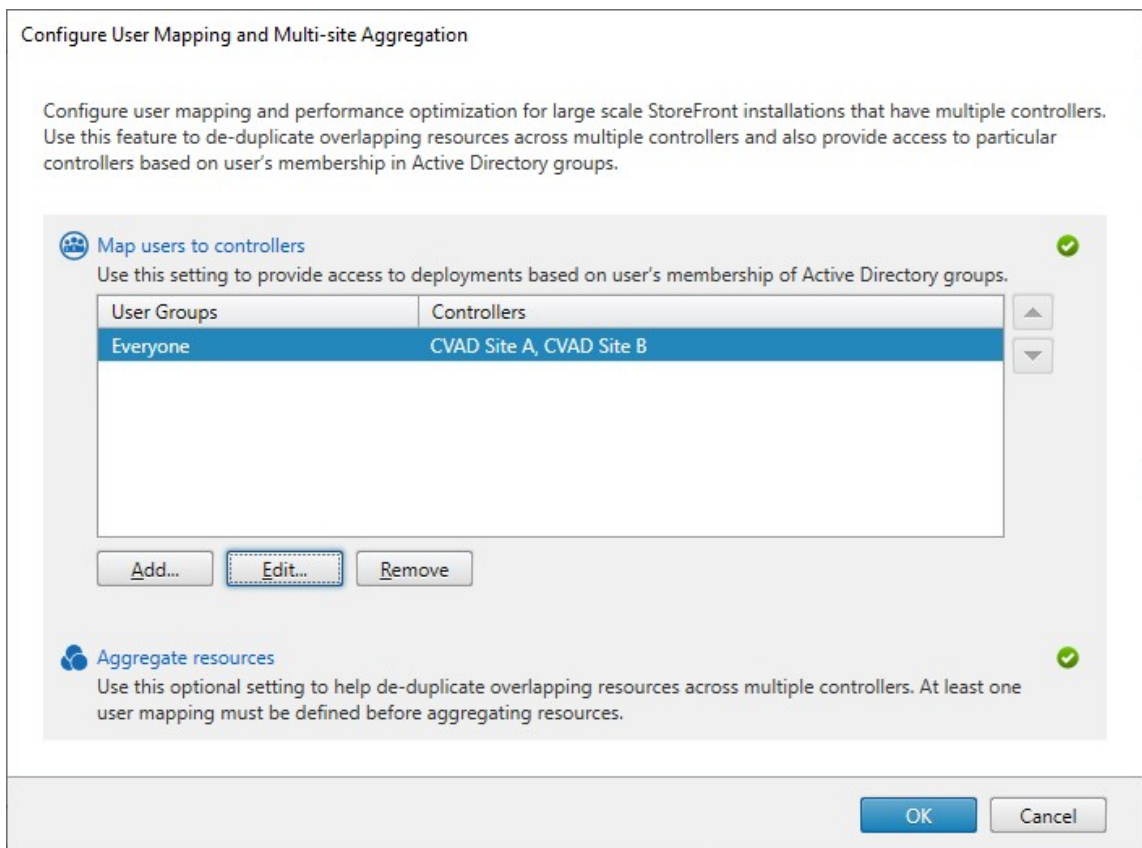 Configure User Mapping and Multi-site Aggregation
Configure user mapping and performance optimization for large scale StoreFront installations that have multiple controllers.
Use this feature to de-duplicate overlapping resources across multiple controllers and also provide access to particular
controllers based on user's membership in Active Directory groups.
Map users to controllers
Use this setting to provide access to deployments based on user's membership of Active Directory groups.
User Groups Controllers
Everyone CVAD Site A, CVAD Site B
Add... Edit... Remove
Aggregate resources
Use this optional setting to help de-duplicate overlapping resources across multiple controllers. At least one
user mapping must be defined before aggregating resources.
OK Cancel